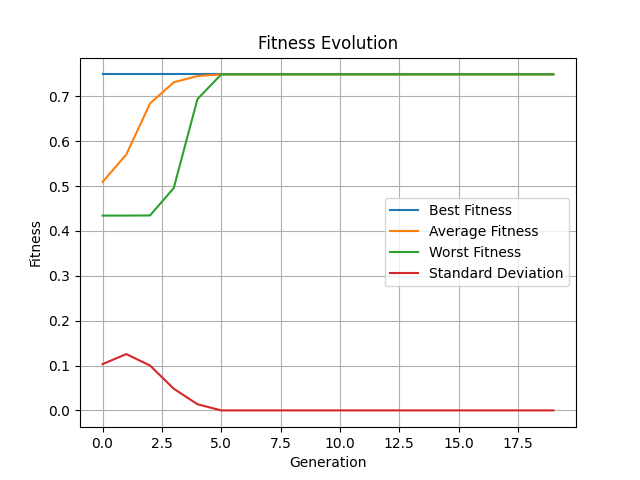 Fitness Evolution
Fitness
0.7
0.6
0.5
0.4
0.3
0.2
0.1
0.0
Best Fitness
Average Fitness
Worst Fitness
Standard Deviation
0.0 2.5 5.0 7.5 10.0 12.5 15.0 17.5
Generation